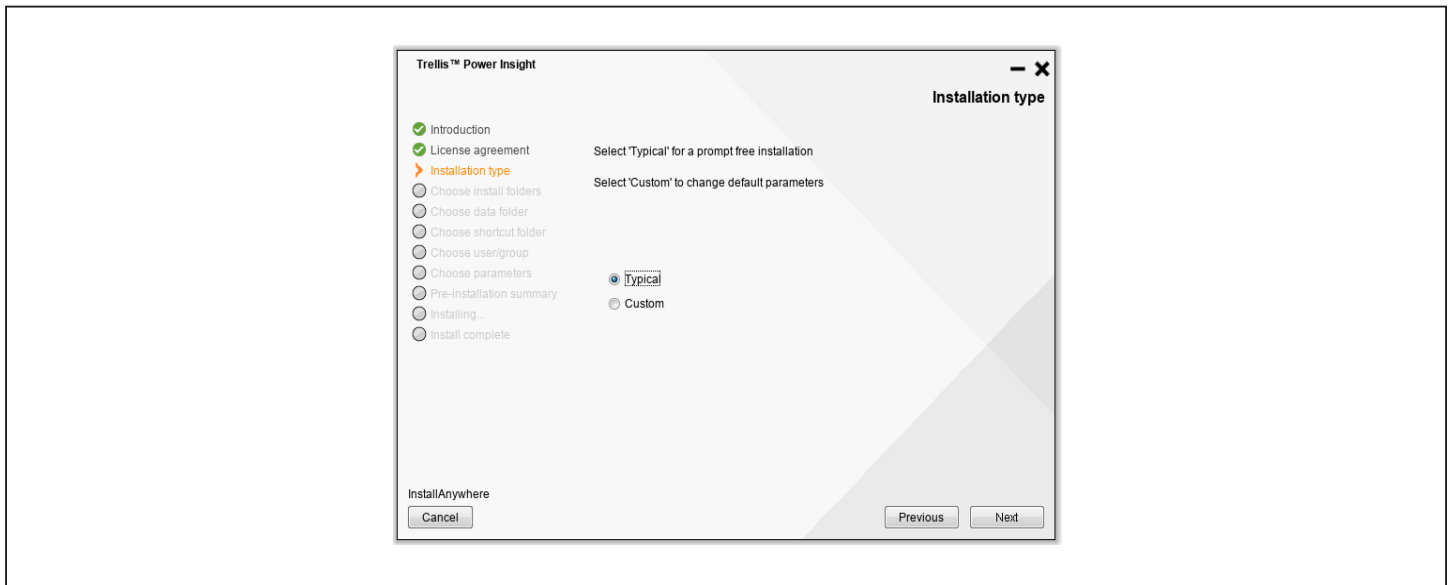 Trellis™ Power Insight
Installation type
Introduction
License agreement
Installation type
Choose install folders
Choose data folder
Choose shortcut folder
Choose user/group
Choose parameters
Pre-installation summary
Installing...
Install complete
Select 'Typical' for a prompt free installation
Select 'Custom' to change default parameters
Typical
Custom
InstallAnywhere
Cancel
Previous
Next